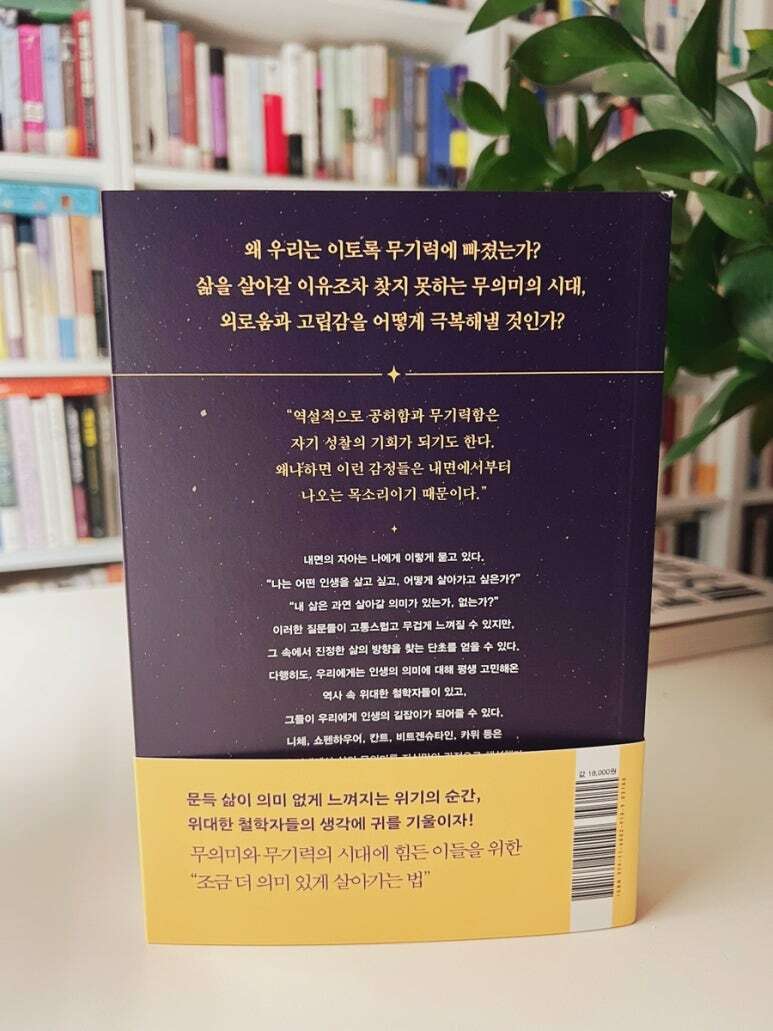 왜 우리는 이토록 무기력에 빠졌는가?
삶을 살아갈 이유조차 찾지 못하는 무의미의 시대,
외로움과 고립감을 어떻게 극복해낼 것인가?
“역설적으로 공허함과 무기력함은
자기 성찰의 기회가 되기도 한다.
왜냐하면 이런 감정들은 내면에서부터
나오는 목소리이기 때문이다.”
내면의 자아는 나에게 이렇게 묻고 있다.
“나는 어떤 인생을 살고 싶고, 어떻게 살아가고 싶은가?”
“내 삶은 과연 살아갈 의미가 있는가, 없는가?”
이러한 질문들이 고통스럽고 무겁게 느껴질 수 있지만,
그 속에서 진정한 삶의 방향을 찾는 단초를 얻을 수 있다.
다행히도, 우리에게는 인생의 의미에 대해 평생 고민해온
역사 속 위대한 철학자들이 있고,
그들이 우리에게 인생의 길잡이가 되어줄 수 있다.
니체, 쇼펜하우어, 칸트, 비트겐슈타인, 카뮈 등은
값 18,000원
문득 삶이 의미 없게 느껴지는 위기의 순간,
위대한 철학자들의 생각에 귀를 기울이자!
무의미와 무기력의 시대에 힘든 이들을 위한
“조금 더 의미 있게 살아가는 법”